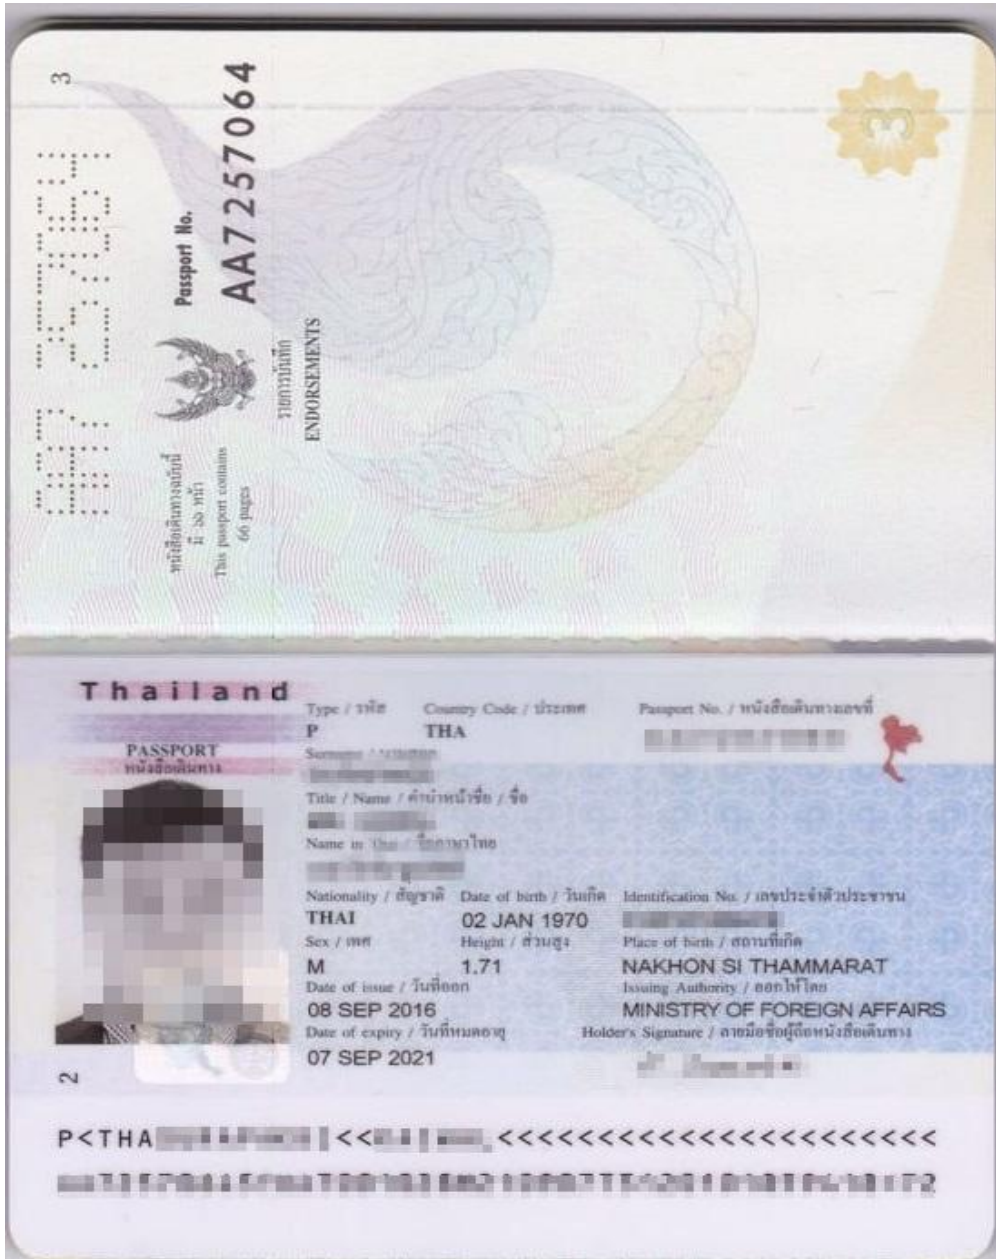 3
AA7257064
Passport No.
AA7257064
หนังสือเดินทางฉบับนี้
มี ๖๖ หน้า
This passport contains
66 pages
รายการบันทึก
ENDORSEMENTS
3
Thailand
PASSPORT
หนังสือเดินทาง
Type / รหัส Country Code / ประเทศ Passport No. / หนังสือเดินทางเลขที่
P THA
Title / Name / คำนำหน้าชื่อ / ชื่อ
Name in Thai / ชื่อภาษาไทย
Nationality / สัญชาติ Date of birth / วันเกิด Identification No. / เลขประจำตัวประชาชน
THAI 02 JAN 1970
Sex / เพศ Height / ส่วนสูง Place of birth / สถานที่เกิด
M 1.71 NAKHON SI THAMMARAT
Date of issue / วันที่ออก Issuing Authority / ออกให้โดย
08 SEP 2016 MINISTRY OF FOREIGN AFFAIRS
Date of expiry / วันที่หมดอายุ Holder's Signature / ลายมือชื่อผู้ถือหนังสือเดินทาง
07 SEP 2021
2
P<THA <<  <<<<<<<<<<<<<<<<<<<<<<